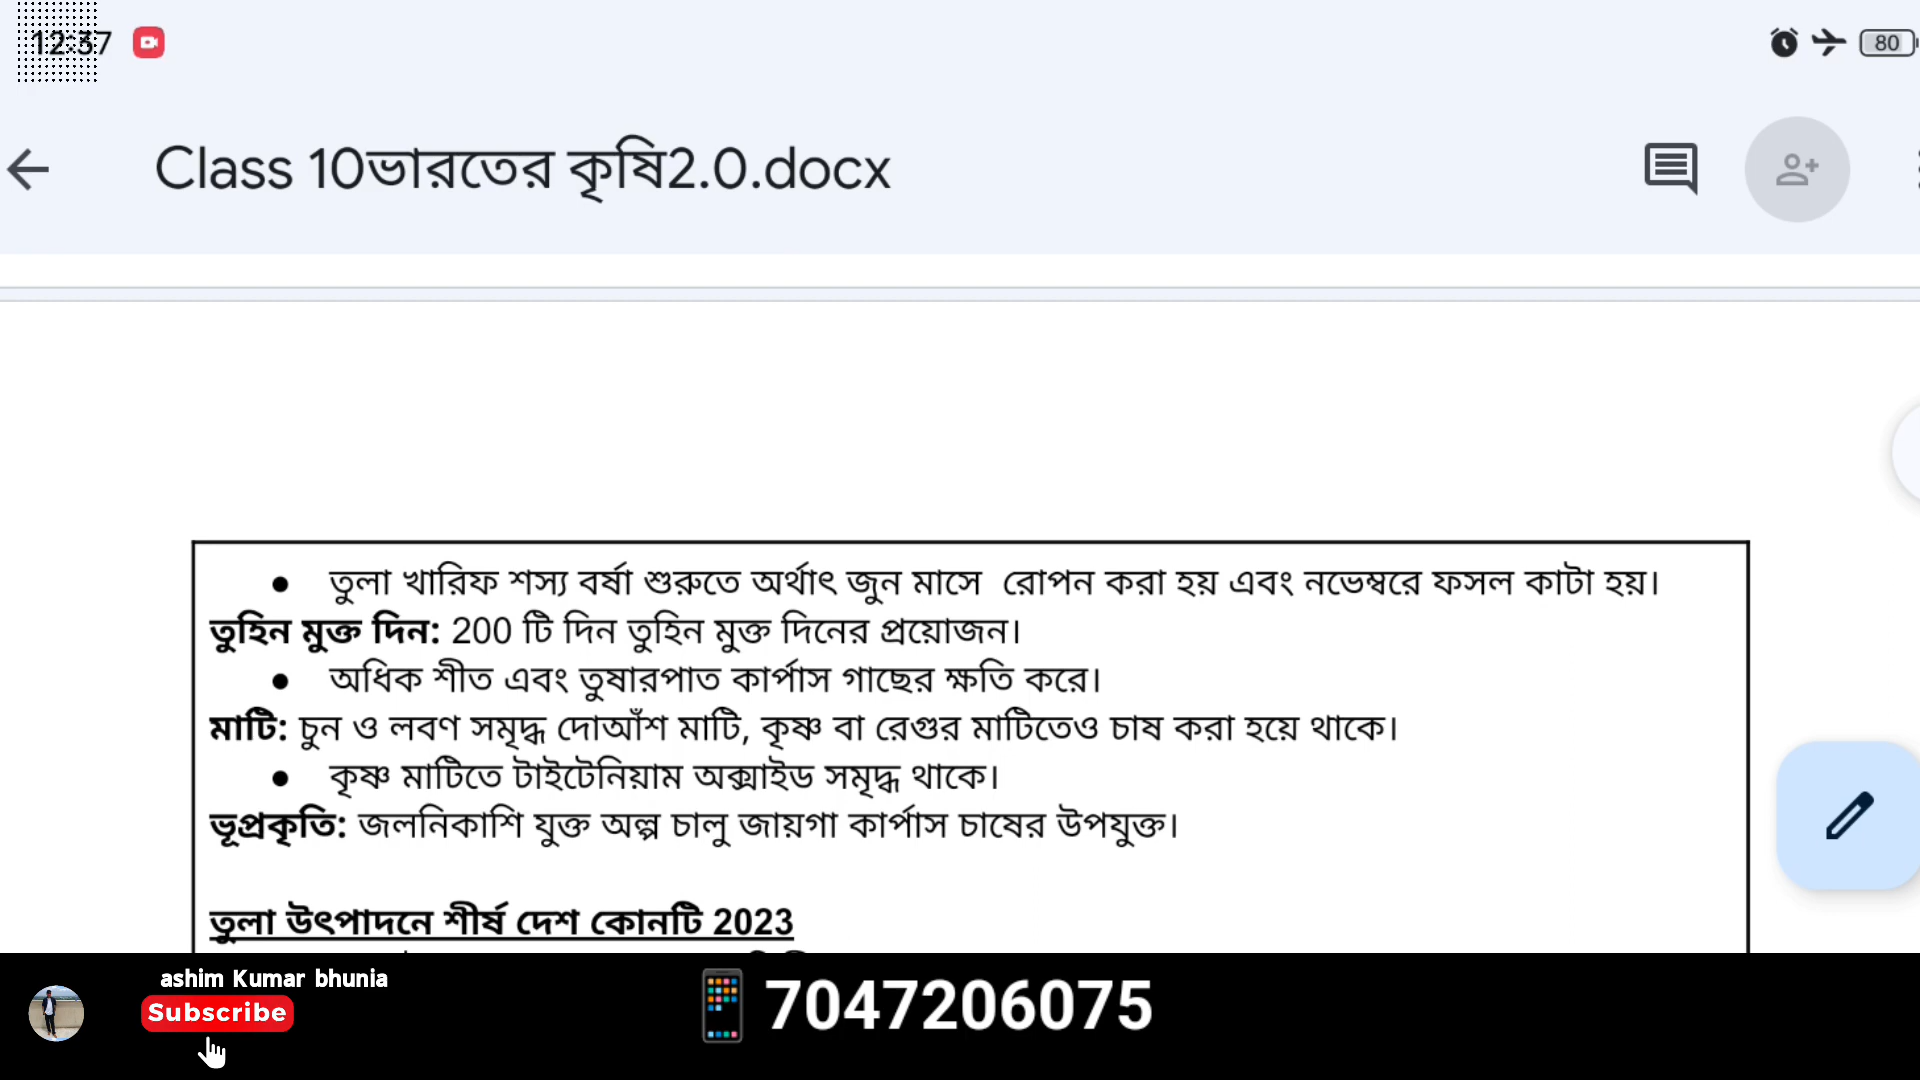 12:37
80
Class 10ভারতের কৃষি2.0.docx
● তুলা খারিফ শস্য বর্ষা শুরুতে অর্থাৎ জুন মাসে রোপন করা হয় এবং নভেম্বরে ফসল কাটা হয়।
তুহিন মুক্ত দিন: 200 টি দিন তুহিন মুক্ত দিনের প্রয়োজন।
● অধিক শীত এবং তুষারপাত কার্পাস গাছের ক্ষতি করে।
মাটি: চুন ও লবণ সমৃদ্ধ দোআঁশ মাটি, কৃষ্ণ বা রেগুর মাটিতেও চাষ করা হয়ে থাকে।
● কৃষ্ণ মাটিতে টাইটেনিয়াম অক্সাইড সমৃদ্ধ থাকে।
ভূপ্রকৃতি: জলনিকাশি যুক্ত অল্প চালু জায়গা কার্পাস চাষের উপযুক্ত।
তুলা উৎপাদনে শীর্ষ দেশ কোনটি 2023
ashim Kumar bhunia
Subscribe
7047206075